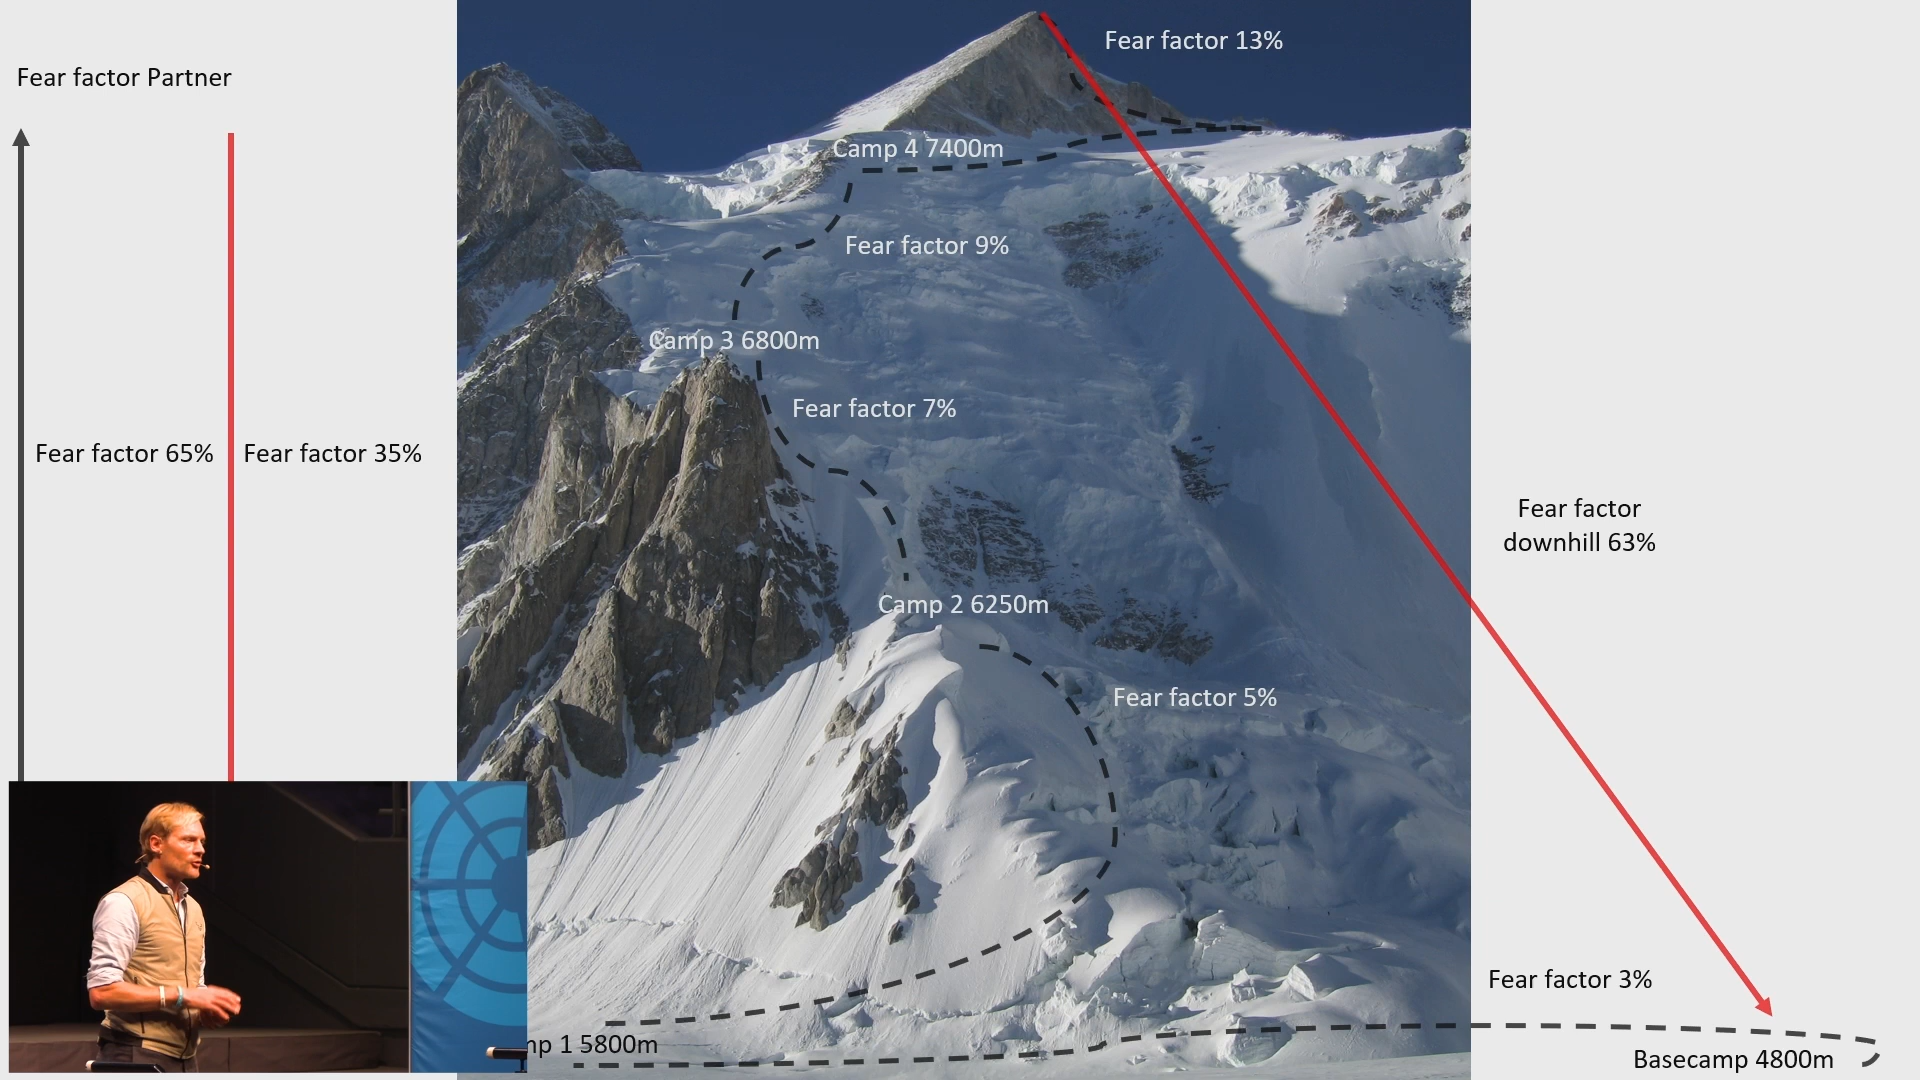 Fear factor Partner
Fear factor 65%
Fear factor 35%
Fear factor 13%
Camp 4 7400m
Fear factor 9%
Camp 3 6800m
Fear factor 7%
Fear factor
downhill 63%
Camp 2 6250m
Fear factor 5%
Fear factor 3%
mp 1 5800m
Basecamp 4800m